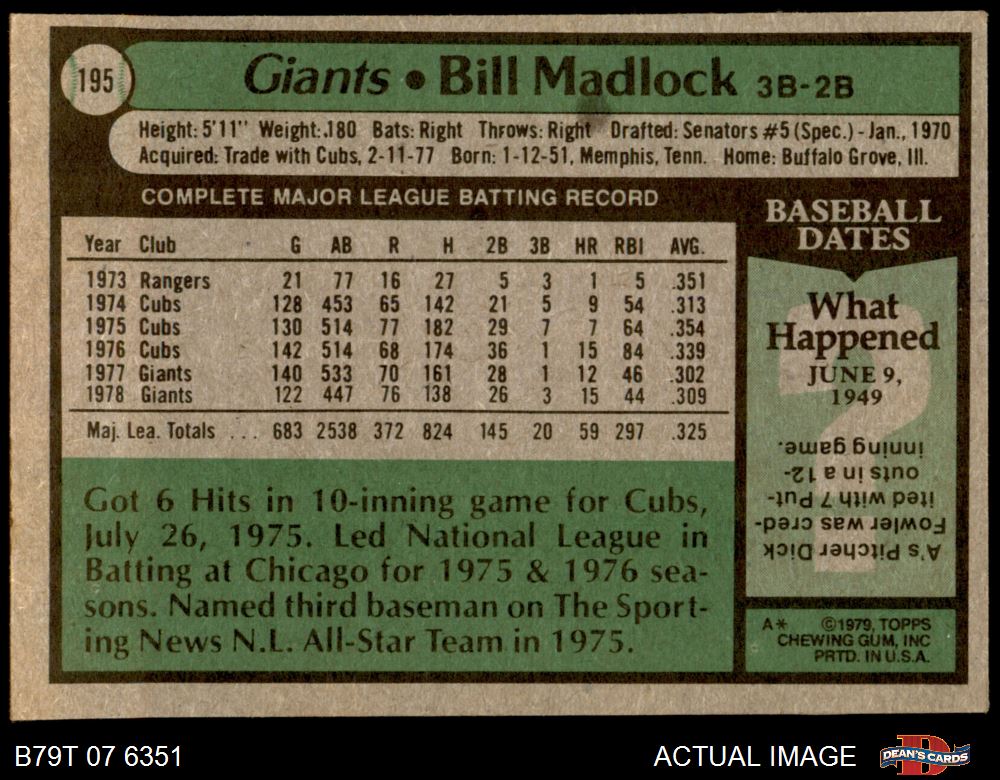 195
Giants • Bill Madlock 3B-2B
Height: 5'11" Weight: 180 Bats: Right Throws: Right Drafted: Senators #5 (Spec.) - Jan., 1970
Acquired: Trade with Cubs, 2-11-77 Born: 1-12-51, Memphis, Tenn. Home: Buffalo Grove, Ill.
COMPLETE MAJOR LEAGUE BATTING RECORD
Year Club G AB R H 2B 3B HR RBI AVG.
1973 Rangers 21 77 16 27 5 3 1 5 .351
1974 Cubs 128 453 65 142 21 5 9 54 .313
1975 Cubs 130 514 77 182 29 7 7 64 .354
1976 Cubs 142 514 68 174 36 1 15 84 .339
1977 Giants 140 533 70 161 28 1 12 46 .302
1978 Giants 122 447 76 138 26 3 15 44 .309
Maj. Lea. Totals ... 683 2538 372 824 145 20 59 297 .325
Got 6 Hits in 10-inning game for Cubs,
July 26, 1975. Led National League in
Batting at Chicago for 1975 & 1976 sea-
sons. Named third baseman on The Sport-
ing News N.L. All-Star Team in 1975.
BASEBALL
DATES
What
Happened
JUNE 9,
1949
?
A's Pitcher Dick
Fowler was cred-
ited with 7 Put-
outs in a 12-
inning game.
A* ©1979, TOPPS
CHEWING GUM, INC
PRTD. IN U.S.A.
B79T 07 6351
ACTUAL IMAGE
DEAN'S CARDS